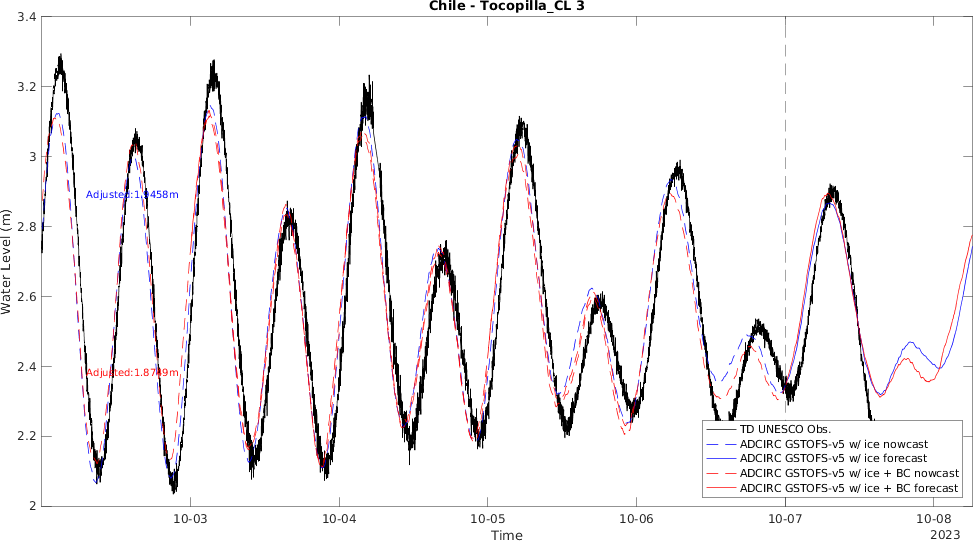 Chile - Tocopilla_CL 3
3.4
3.2
3
2.8
2.6
2.4
2.2
2
Water Level (m)
Adjusted:1.9458m
Adjusted:1.8789m
TD UNESCO Obs.
ADCIRC GSTOFS-v5 w/ ice nowcast
ADCIRC GSTOFS-v5 w/ ice forecast
ADCIRC GSTOFS-v5 w/ ice + BC nowcast
ADCIRC GSTOFS-v5 w/ ice + BC forecast
10-03
10-04
10-05
10-06
10-07
10-08
Time
2023